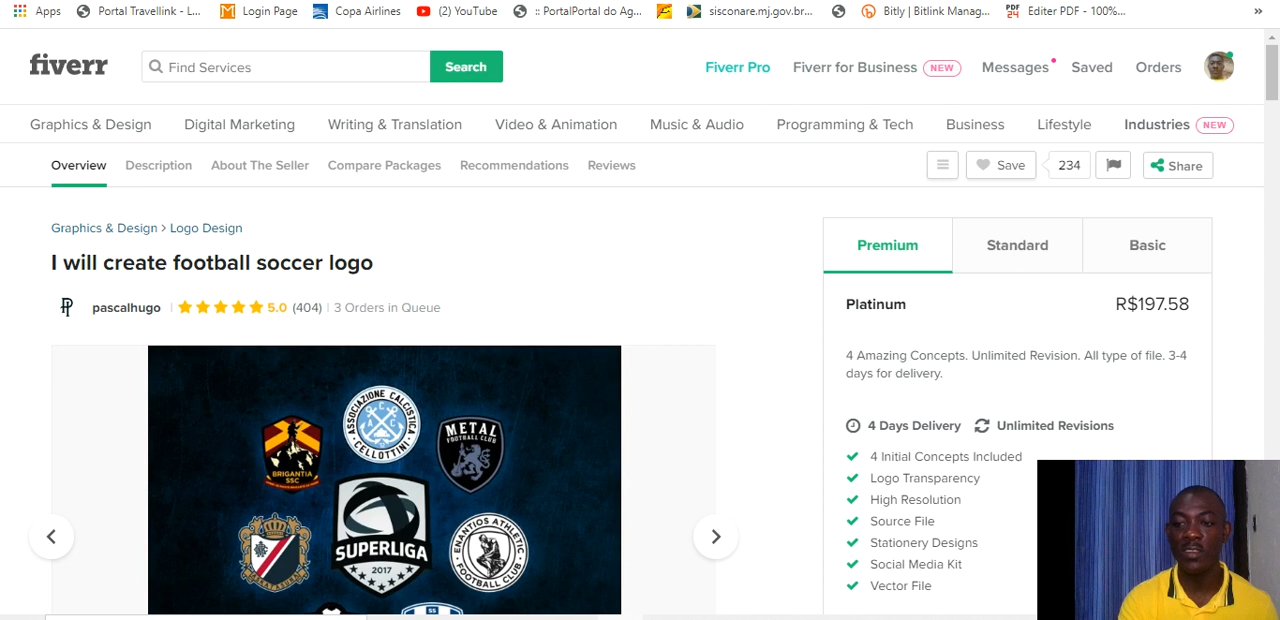 Apps Portal Travellink - L... Login Page Copa Airlines (2) YouTube :: PortalPortal do Ag... sisconare.mj.gov.br... Bitly | Bitlink Manag... PDF 24 Editer PDF - 100%... »
fiverr Find Services Search Fiverr Pro Fiverr for Business NEW Messages Saved Orders
Graphics & Design Digital Marketing Writing & Translation Video & Animation Music & Audio Programming & Tech Business Lifestyle Industries NEW
Overview Description About The Seller Compare Packages Recommendations Reviews Save 234 Share
Graphics & Design > Logo Design
I will create football soccer logo
pascalhugo 5.0 (404) 3 Orders in Queue
Premium Standard Basic
Platinum R$197.58
4 Amazing Concepts. Unlimited Revision. All type of file. 3-4
days for delivery.
4 Days Delivery Unlimited Revisions
4 Initial Concepts Included
Logo Transparency
High Resolution
Source File
Stationery Designs
Social Media Kit
Vector File
ASSOCIAZIONE CALCISTICA
A C C
CELLOTTINI
BRIGANTIA
SSC
METAL
FOOTBALL CLUB
SUPERLIGA
2017
ENANTIOS ATHLETIC
FOOTBALL CLUB
SS